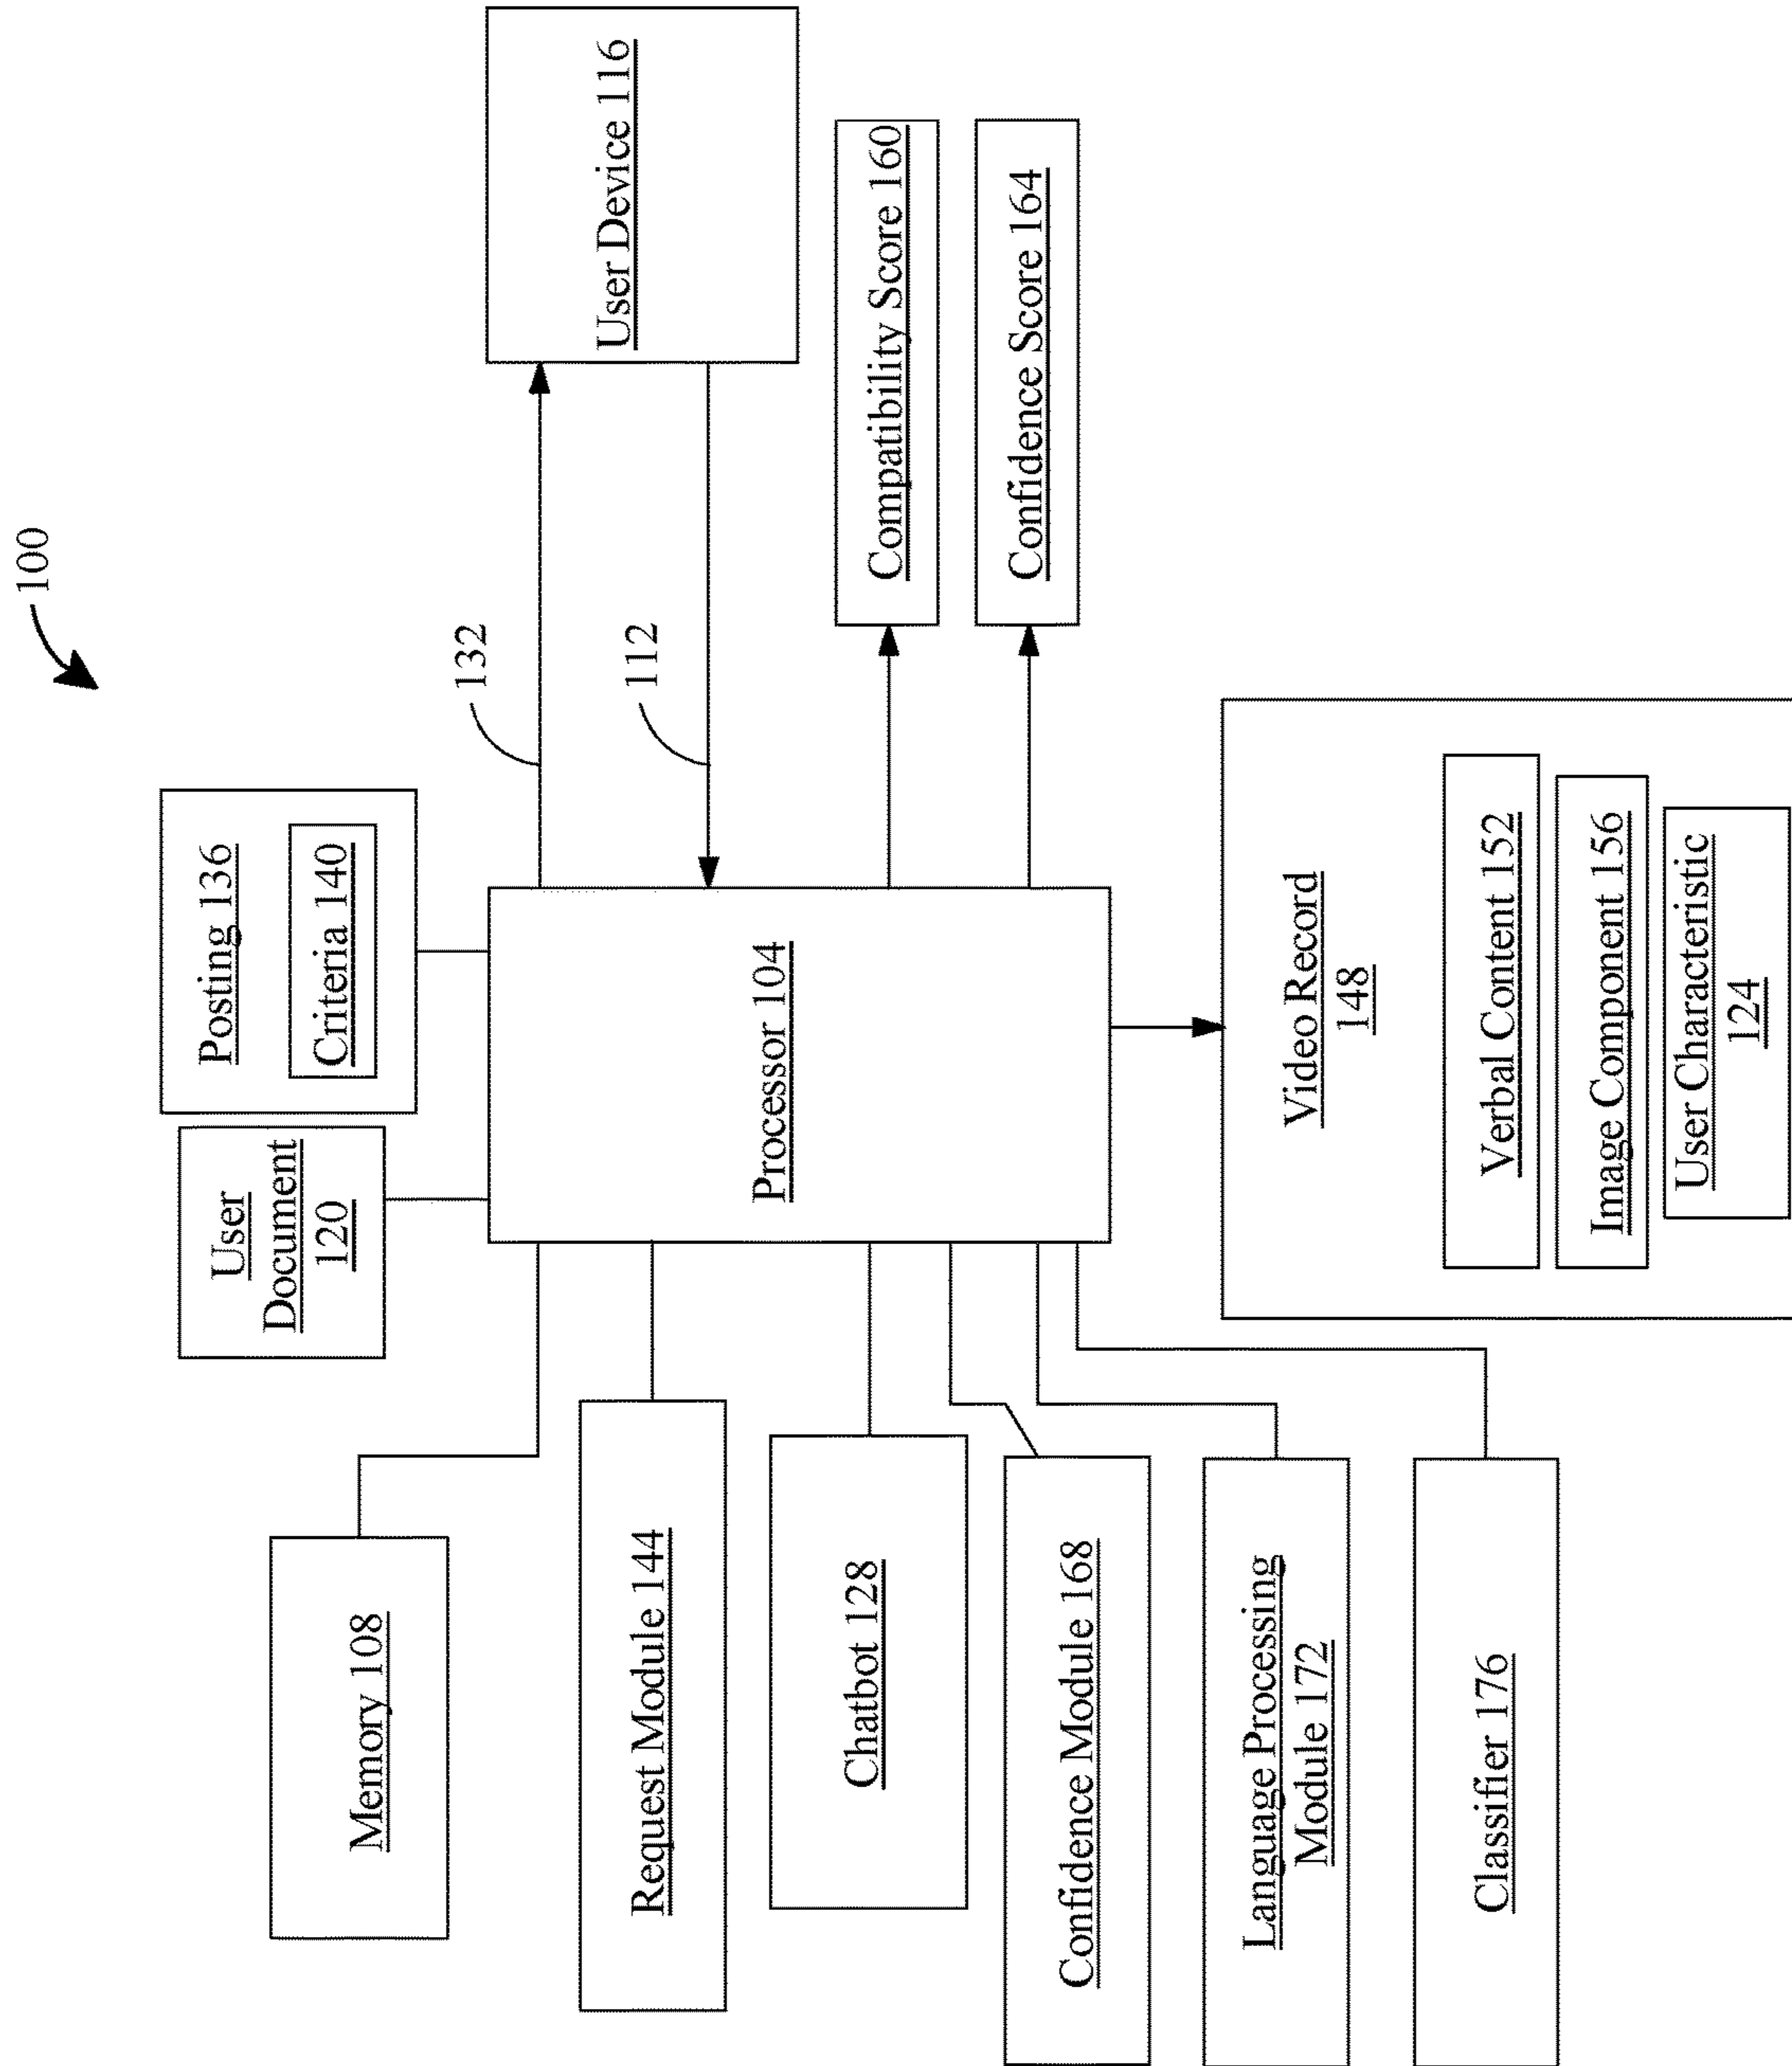 100
Memory 108
Request Module 144
Chatbot 128
Confidence Module 168
Language Processing
Module 172
Classifier 176
User
Document
120
Posting 136
Criteria 140
Processor 104
132
112
User Device 116
Compatibility Score 160
Confidence Score 164
Video Record
148
Verbal Content 152
Image Component 156
User Characteristic
124